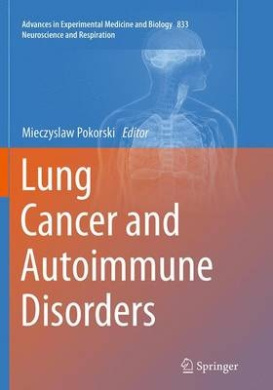 Advances in Experimental Medicine and Biology 833
Neuroscience and Respiration
Mieczyslaw Pokorski Editor
Lung
Cancer and
Autoimmune
Disorders
Springer